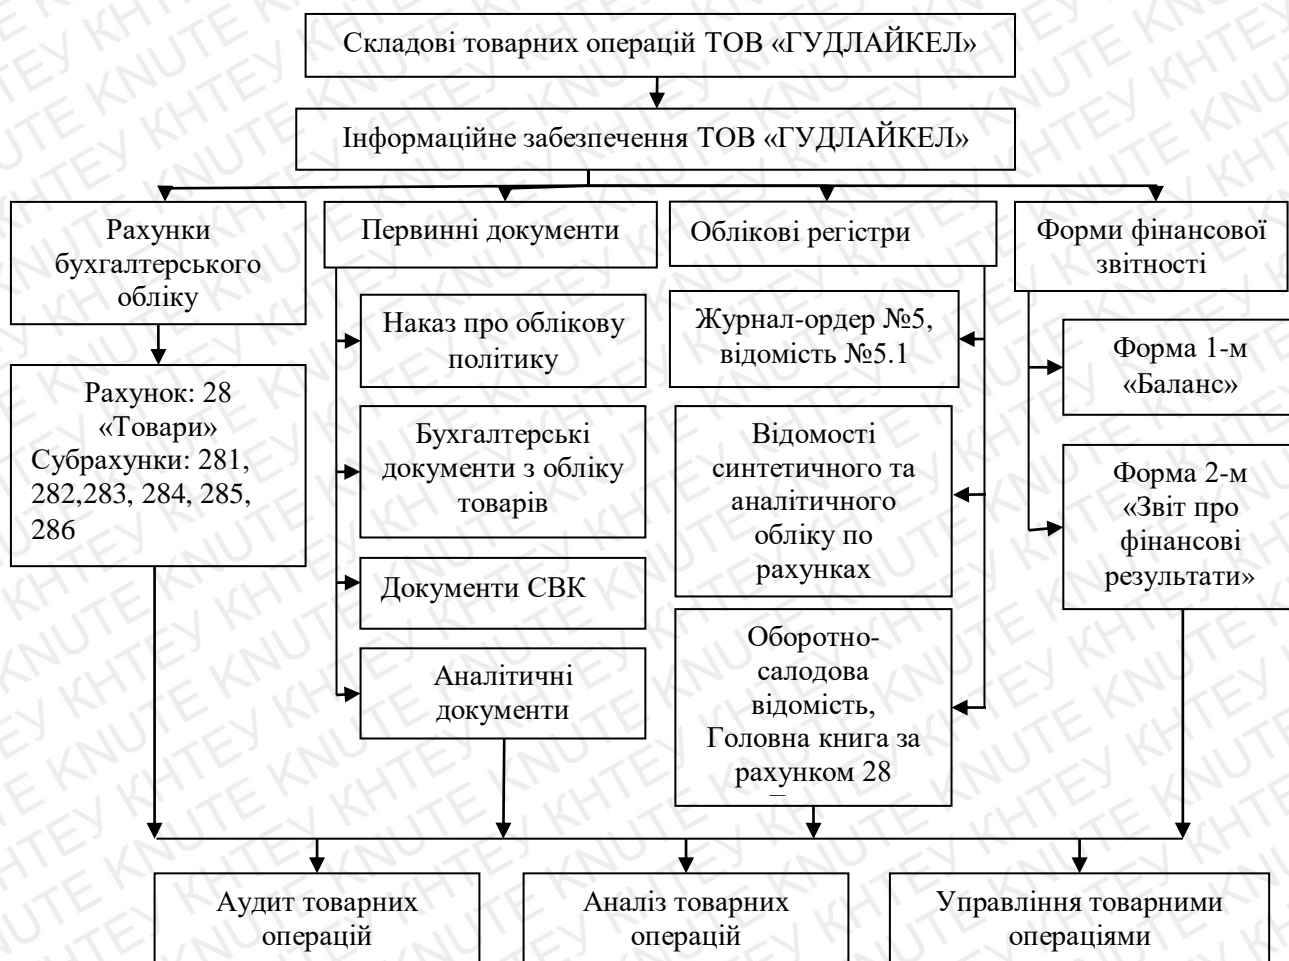 Складові товарних операцій ТОВ «ГУДЛАЙКЕЛ»
Інформаційне забезпечення ТОВ «ГУДЛАЙКЕЛ»
Рахунки
бухгалтерського
обліку
Рахунок: 28
«Товари»
Субрахунки: 281,
282,283, 284, 285,
286
Первинні документи
Наказ про облікову
політику
Бухгалтерські
документи з обліку
товарів
Документи СВК
Аналітичні
документи
Облікові регістри
Журнал-ордер №5,
відомість №5.1
Відомості
синтетичного та
аналітичного
обліку по
рахунках
Оборотно-
салодова
відомість,
Головна книга за
рахунком 28
Форми фінансової
звітності
Форма 1-м
«Баланс»
Форма 2-м
«Звіт про
фінансові
результати»
Аудит товарних
операцій
Аналіз товарних
операцій
Управління товарними
операціями